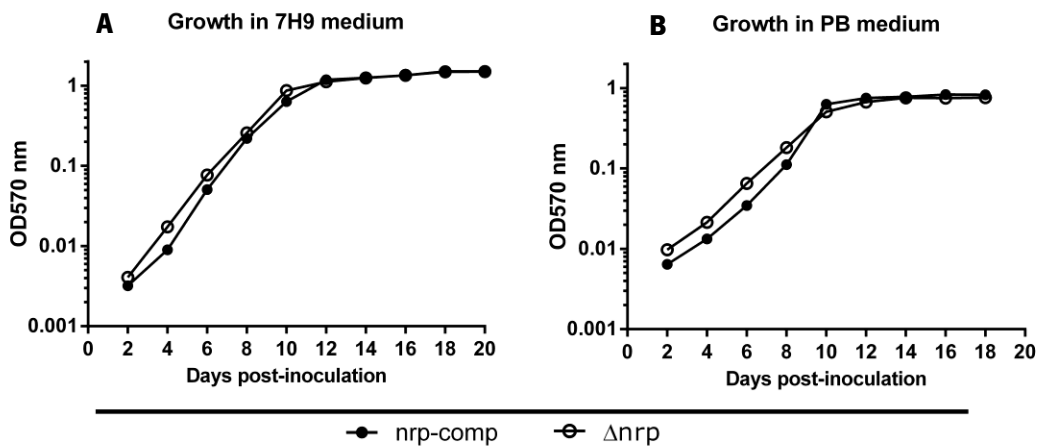 A Growth in 7H9 medium
OD570 nm
1
0.1
0.01
0.001
0 2 4 6 8 10 12 14 16 18 20
Days post-inoculation
B Growth in PB medium
OD570 nm
1
0.1
0.01
0.001
0 2 4 6 8 10 12 14 16 18 20
Days post-inoculation
nrp-comp Δnrp